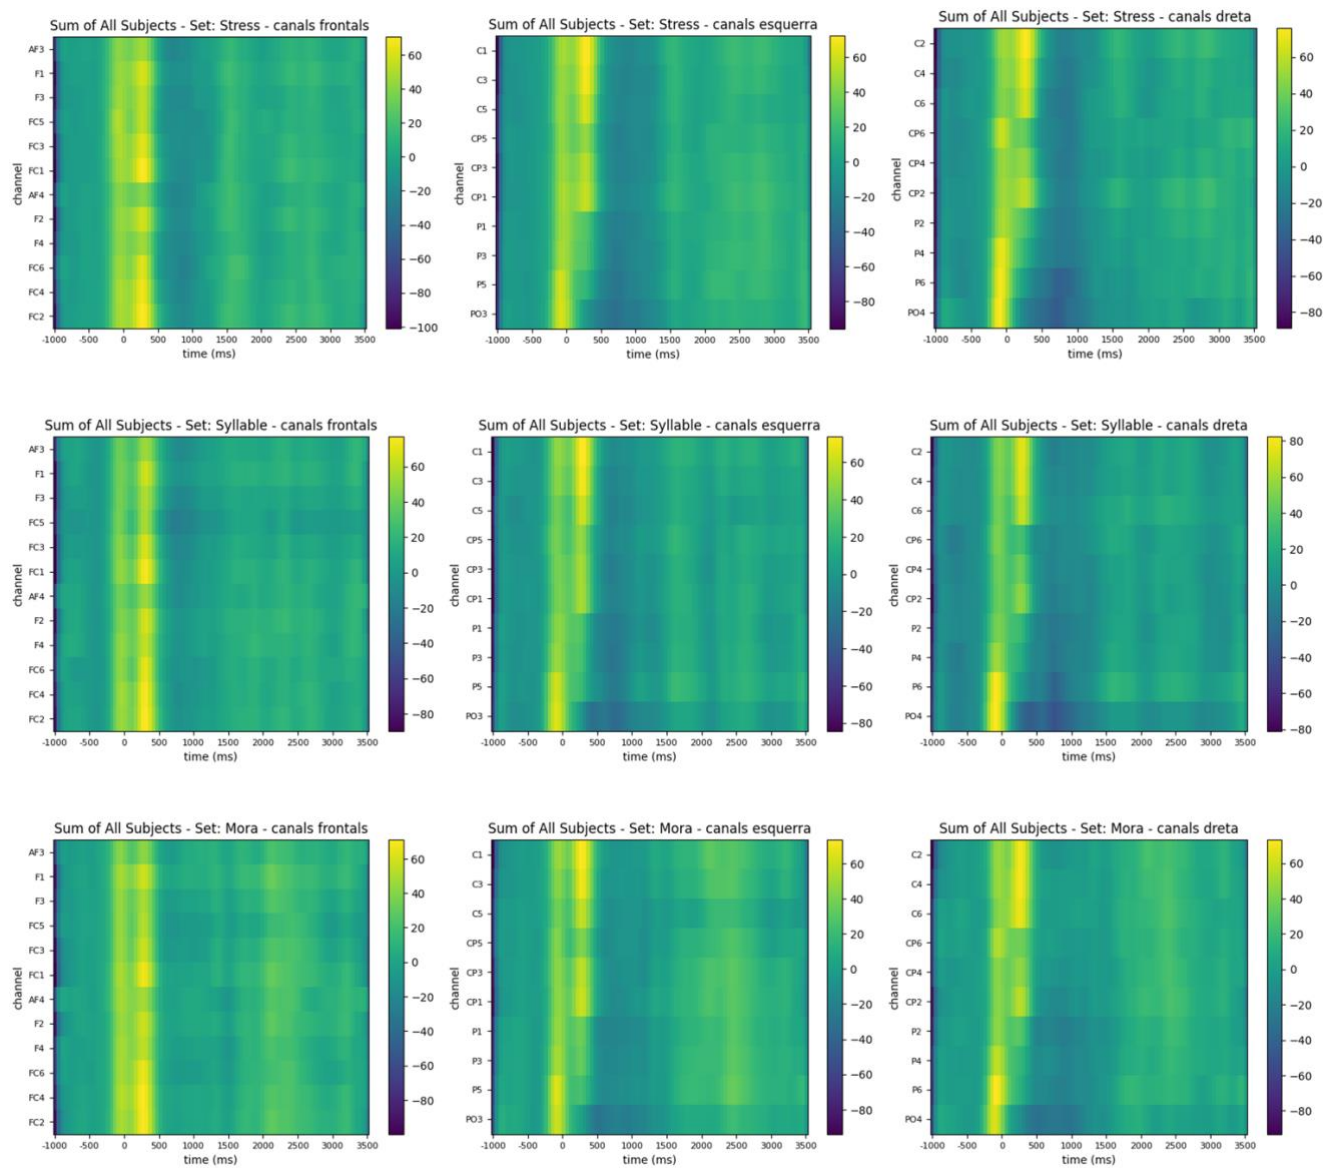 Sum of All Subjects - Set: Stress - canals frontals
AF3
F1
F3
FC5
FC3
FC1
AF4
F2
F4
FC6
FC4
FC2
channel
-1000 -500 0 500 1000 1500 2000 2500 3000 3500
time (ms)
60
40
20
0
−20
−40
−60
−80
−100
Sum of All Subjects - Set: Stress - canals esquerra
C1
C3
C5
CP5
CP3
CP1
P1
P3
P5
PO3
channel
-1000 -500 0 500 1000 1500 2000 2500 3000 3500
time (ms)
60
40
20
0
−20
−40
−60
−80
Sum of All Subjects - Set: Stress - canals dreta
C2
C4
C6
CP6
CP4
CP2
P2
P4
P6
PO4
channel
-1000 -500 0 500 1000 1500 2000 2500 3000 3500
time (ms)
60
40
20
0
−20
−40
−60
−80
Sum of All Subjects - Set: Syllable - canals frontals
AF3
F1
F3
FC5
FC3
FC1
AF4
F2
F4
FC6
FC4
FC2
channel
-1000 -500 0 500 1000 1500 2000 2500 3000 3500
time (ms)
60
40
20
0
−20
−40
−60
−80
Sum of All Subjects - Set: Syllable - canals esquerra
C1
C3
C5
CP5
CP3
CP1
P1
P3
P5
PO3
channel
-1000 -500 0 500 1000 1500 2000 2500 3000 3500
time (ms)
60
40
20
0
−20
−40
−60
−80
Sum of All Subjects - Set: Syllable - canals dreta
C2
C4
C6
CP6
CP4
CP2
P2
P4
P6
PO4
channel
-1000 -500 0 500 1000 1500 2000 2500 3000 3500
time (ms)
80
60
40
20
0
−20
−40
−60
−80
Sum of All Subjects - Set: Mora - canals frontals
AF3
F1
F3
FC5
FC3
FC1
AF4
F2
F4
FC6
FC4
FC2
channel
-1000 -500 0 500 1000 1500 2000 2500 3000 3500
time (ms)
60
40
20
0
−20
−40
−60
−80
Sum of All Subjects - Set: Mora - canals esquerra
C1
C3
C5
CP5
CP3
CP1
P1
P3
P5
PO3
channel
-1000 -500 0 500 1000 1500 2000 2500 3000 3500
time (ms)
60
40
20
0
−20
−40
−60
−80
Sum of All Subjects - Set: Mora - canals dreta
C2
C4
C6
CP6
CP4
CP2
P2
P4
P6
PO4
channel
-1000 -500 0 500 1000 1500 2000 2500 3000 3500
time (ms)
60
40
20
0
−20
−40
−60
−80